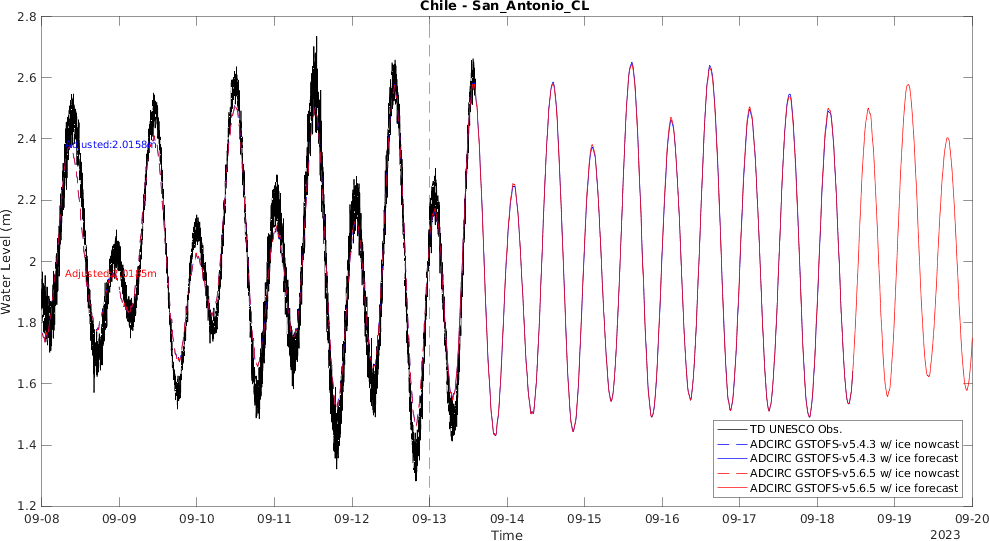 Chile - San_Antonio_CL
2.8
2.6
2.4
2.2
2
1.8
1.6
1.4
1.2
Water Level (m)
Adjusted:2.0158m
TD UNESCO Obs.
ADCIRC GSTOFS-v5.4.3 w/ ice nowcast
ADCIRC GSTOFS-v5.4.3 w/ ice forecast
ADCIRC GSTOFS-v5.6.5 w/ ice nowcast
ADCIRC GSTOFS-v5.6.5 w/ ice forecast
09-08 09-09 09-10 09-11 09-12 09-13 09-14 09-15 09-16 09-17 09-18 09-19 09-20
Time
2023